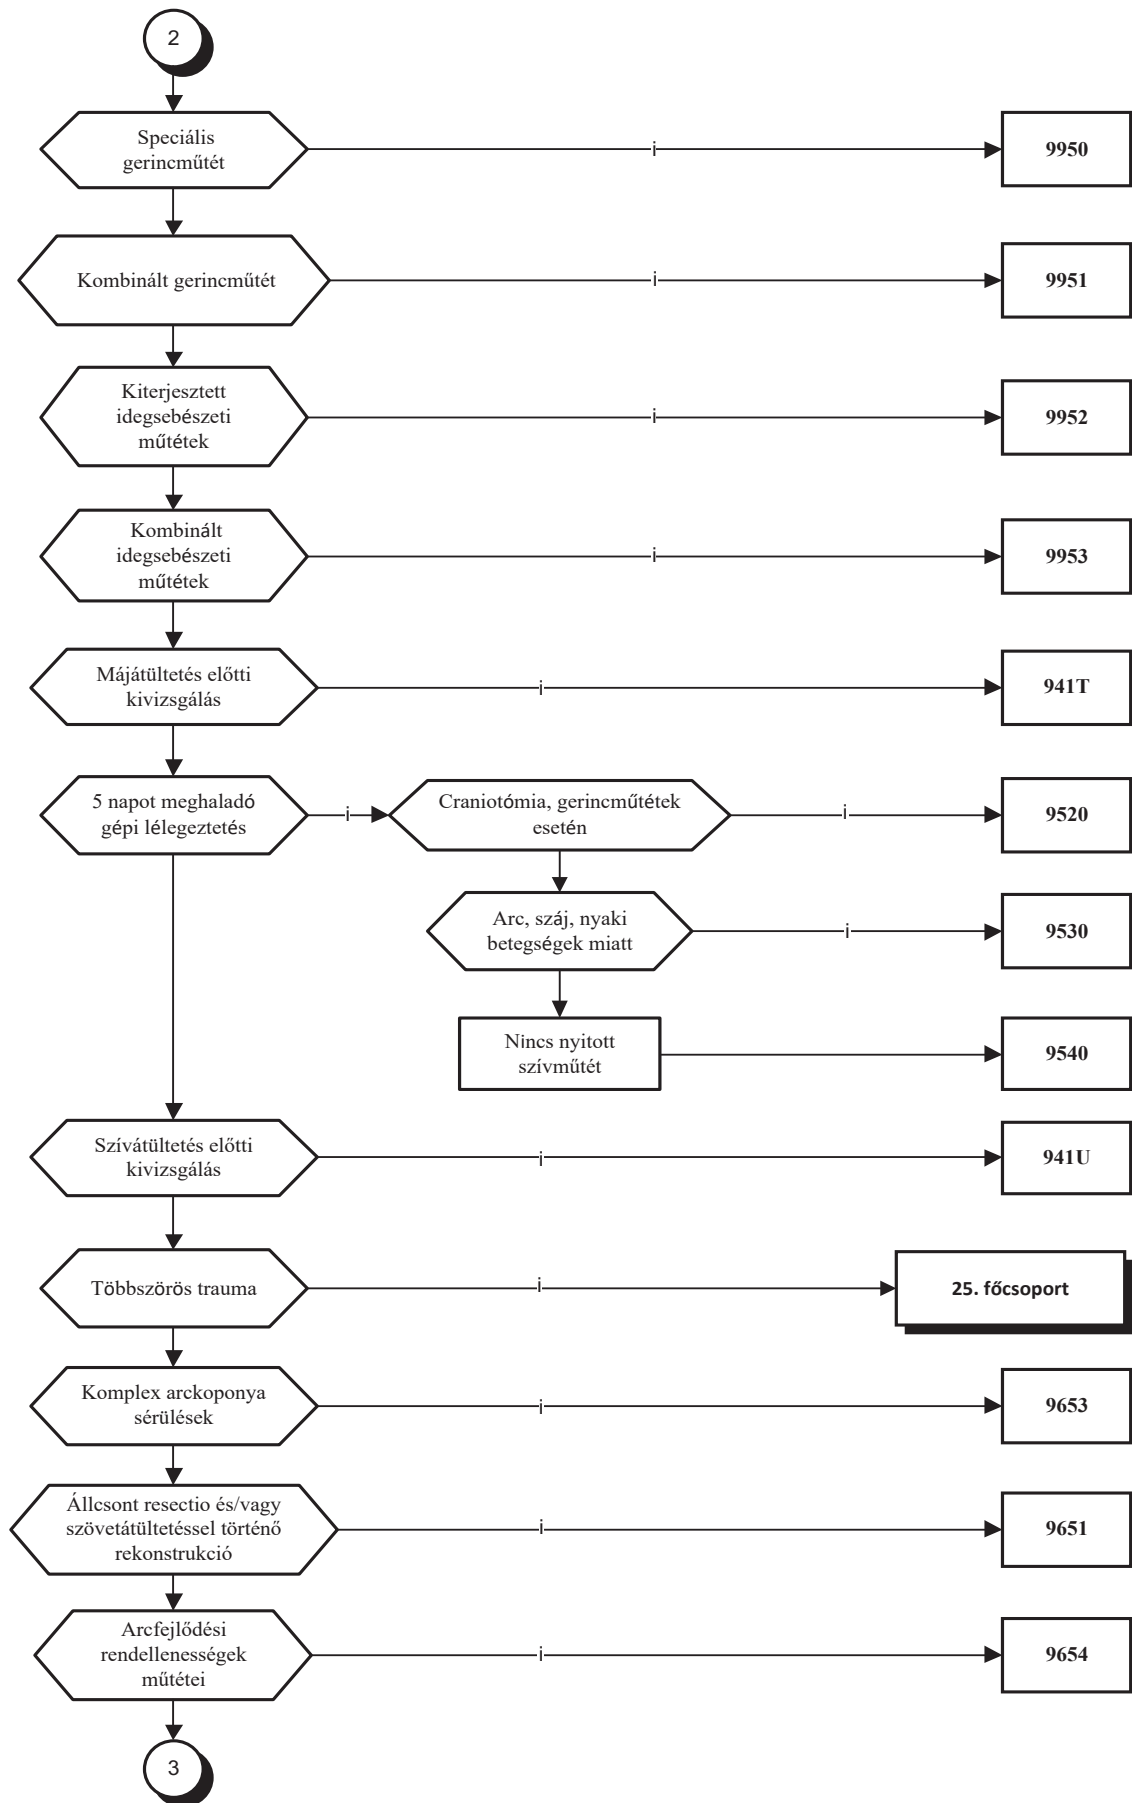 2
Speciális
gerincműtét
i
9950
Kombinált gerincműtét
i
9951
Kiterjesztett
idegsebészeti
műtétek
i
9952
Kombinált
idegsebészeti
műtétek
i
9953
Májátültetés előtti
kivizsgálás
i
941T
5 napot meghaladó
gépi lélegeztetés
i
Craniotómia, gerincműtétek
esetén
i
9520
Arc, száj, nyaki
betegségek miatt
i
9530
Nincs nyitott
szívműtét
9540
Szívátültetés előtti
kivizsgálás
i
941U
Többszörös trauma
i
25. főcsoport
Komplex arckoponya
sérülések
i
9653
Állcsont resectio és/vagy
szövetátültetéssel történő
rekonstrukció
i
9651
Arcfejlődési
rendellenességek
műtétei
i
9654
3